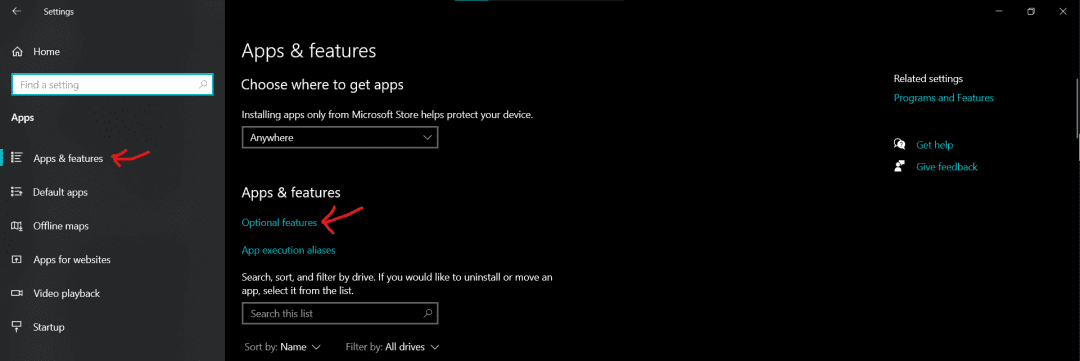 Settings
Home
Find a setting
Apps
Apps & features
Default apps
Offline maps
Apps for websites
Video playback
Startup
Apps & features
Choose where to get apps
Installing apps only from Microsoft Store helps protect your device.
Anywhere
Apps & features
Optional features
App execution aliases
Search, sort, and filter by drive. If you would like to uninstall or move an
app, select it from the list.
Search this list
Sort by: Name
Filter by: All drives
Related settings
Programs and Features
Get help
Give feedback